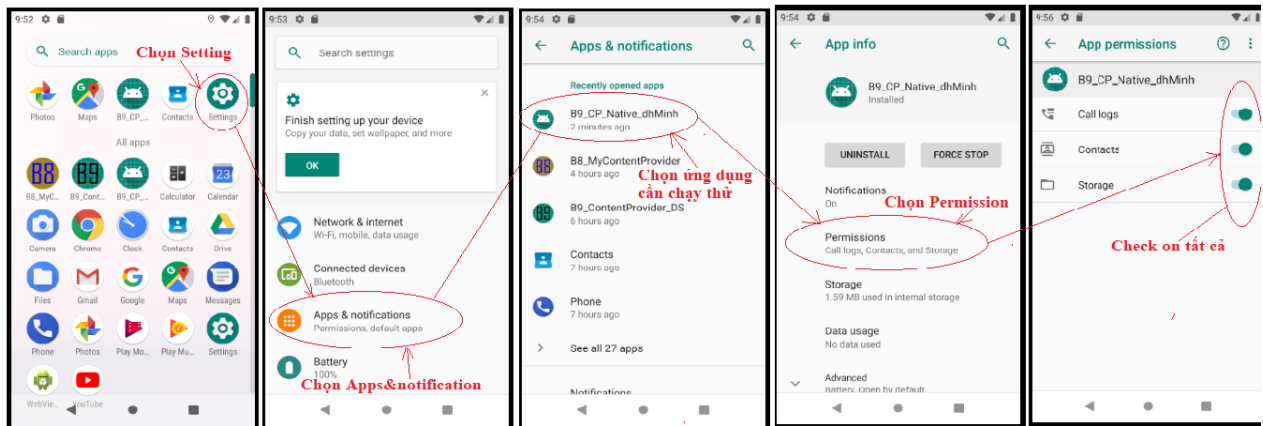 9:52
Search apps
Chọn Setting
Photos
Maps
B9_CP_...
Contacts
Settings
All apps
B8_MyC...
B9_Cont...
B9_CP_...
Calculator
Calendar
Camera
Chrome
Clock
Contacts
Drive
Files
Gmail
Google
Maps
Messages
Phone
Photos
Play Mo...
Play Mu...
Settings
WebVie...
YouTube
9:53
Search settings
Finish setting up your device
Copy your data, set wallpaper, and more
OK
Network & internet
Wi-Fi, mobile, data usage
Connected devices
Bluetooth
Apps & notifications
Permissions, default apps
Battery
100%
Chọn Apps&notification
9:54
Apps & notifications
Recently opened apps
B9_CP_Native_dhMinh
2 minutes ago
B8_MyContentProvider
4 hours ago
Chọn ứng dụng
cần chạy thử
B9_ContentProvider_DS
6 hours ago
Contacts
7 hours ago
Phone
7 hours ago
See all 27 apps
Notifications
9:54
App info
B9_CP_Native_dhMinh
Installed
UNINSTALL
FORCE STOP
Notifications
On
Chọn Permission
Permissions
Call logs, Contacts, and Storage
Storage
1.59 MB used in internal storage
Data usage
No data used
Advanced
Battery, Open by default
9:56
App permissions
B9_CP_Native_dhMinh
Call logs
Contacts
Storage
Check on tất cả